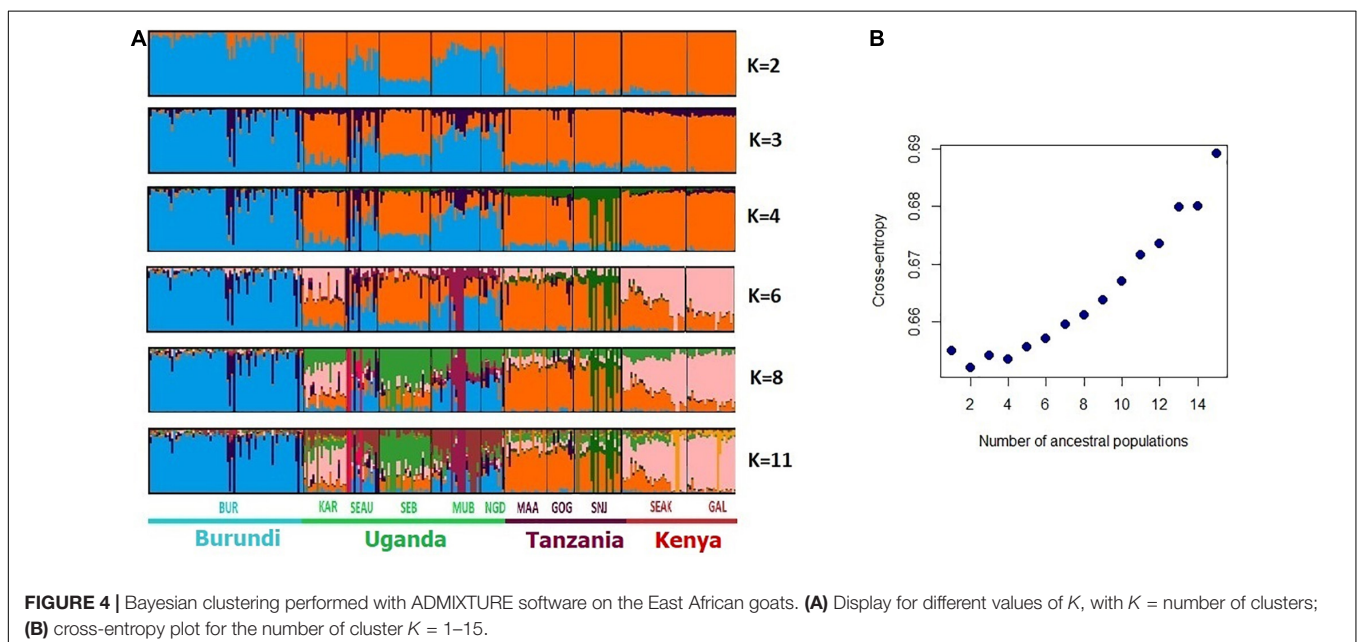 A
K=2
K=3
K=4
K=6
K=8
K=11
BUR KAR SEAU SEB MUB NGD MAA GOG SNJ SEAK GAL
Burundi Uganda Tanzania Kenya
B
0.69
0.68
0.67
0.66
Cross-entropy
2 4 6 8 10 12 14
Number of ancestral populations
FIGURE 4 | Bayesian clustering performed with ADMIXTURE software on the East African goats. (A) Display for different values of K, with K = number of clusters;
(B) cross-entropy plot for the number of cluster K = 1–15.